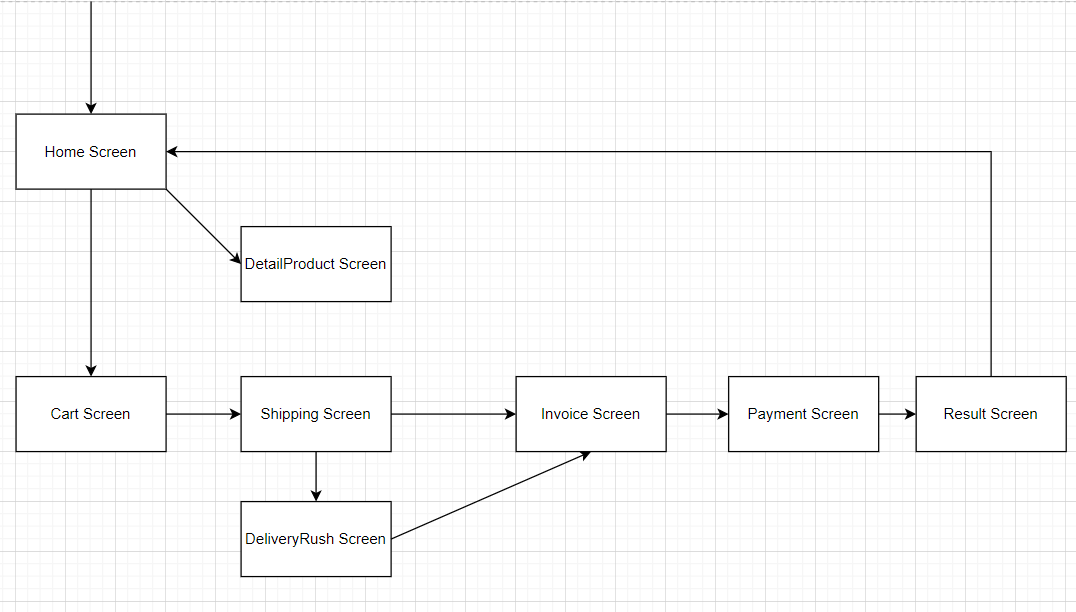 Home Screen
DetailProduct Screen
Cart Screen
Shipping Screen
Invoice Screen
Payment Screen
Result Screen
DeliveryRush Screen